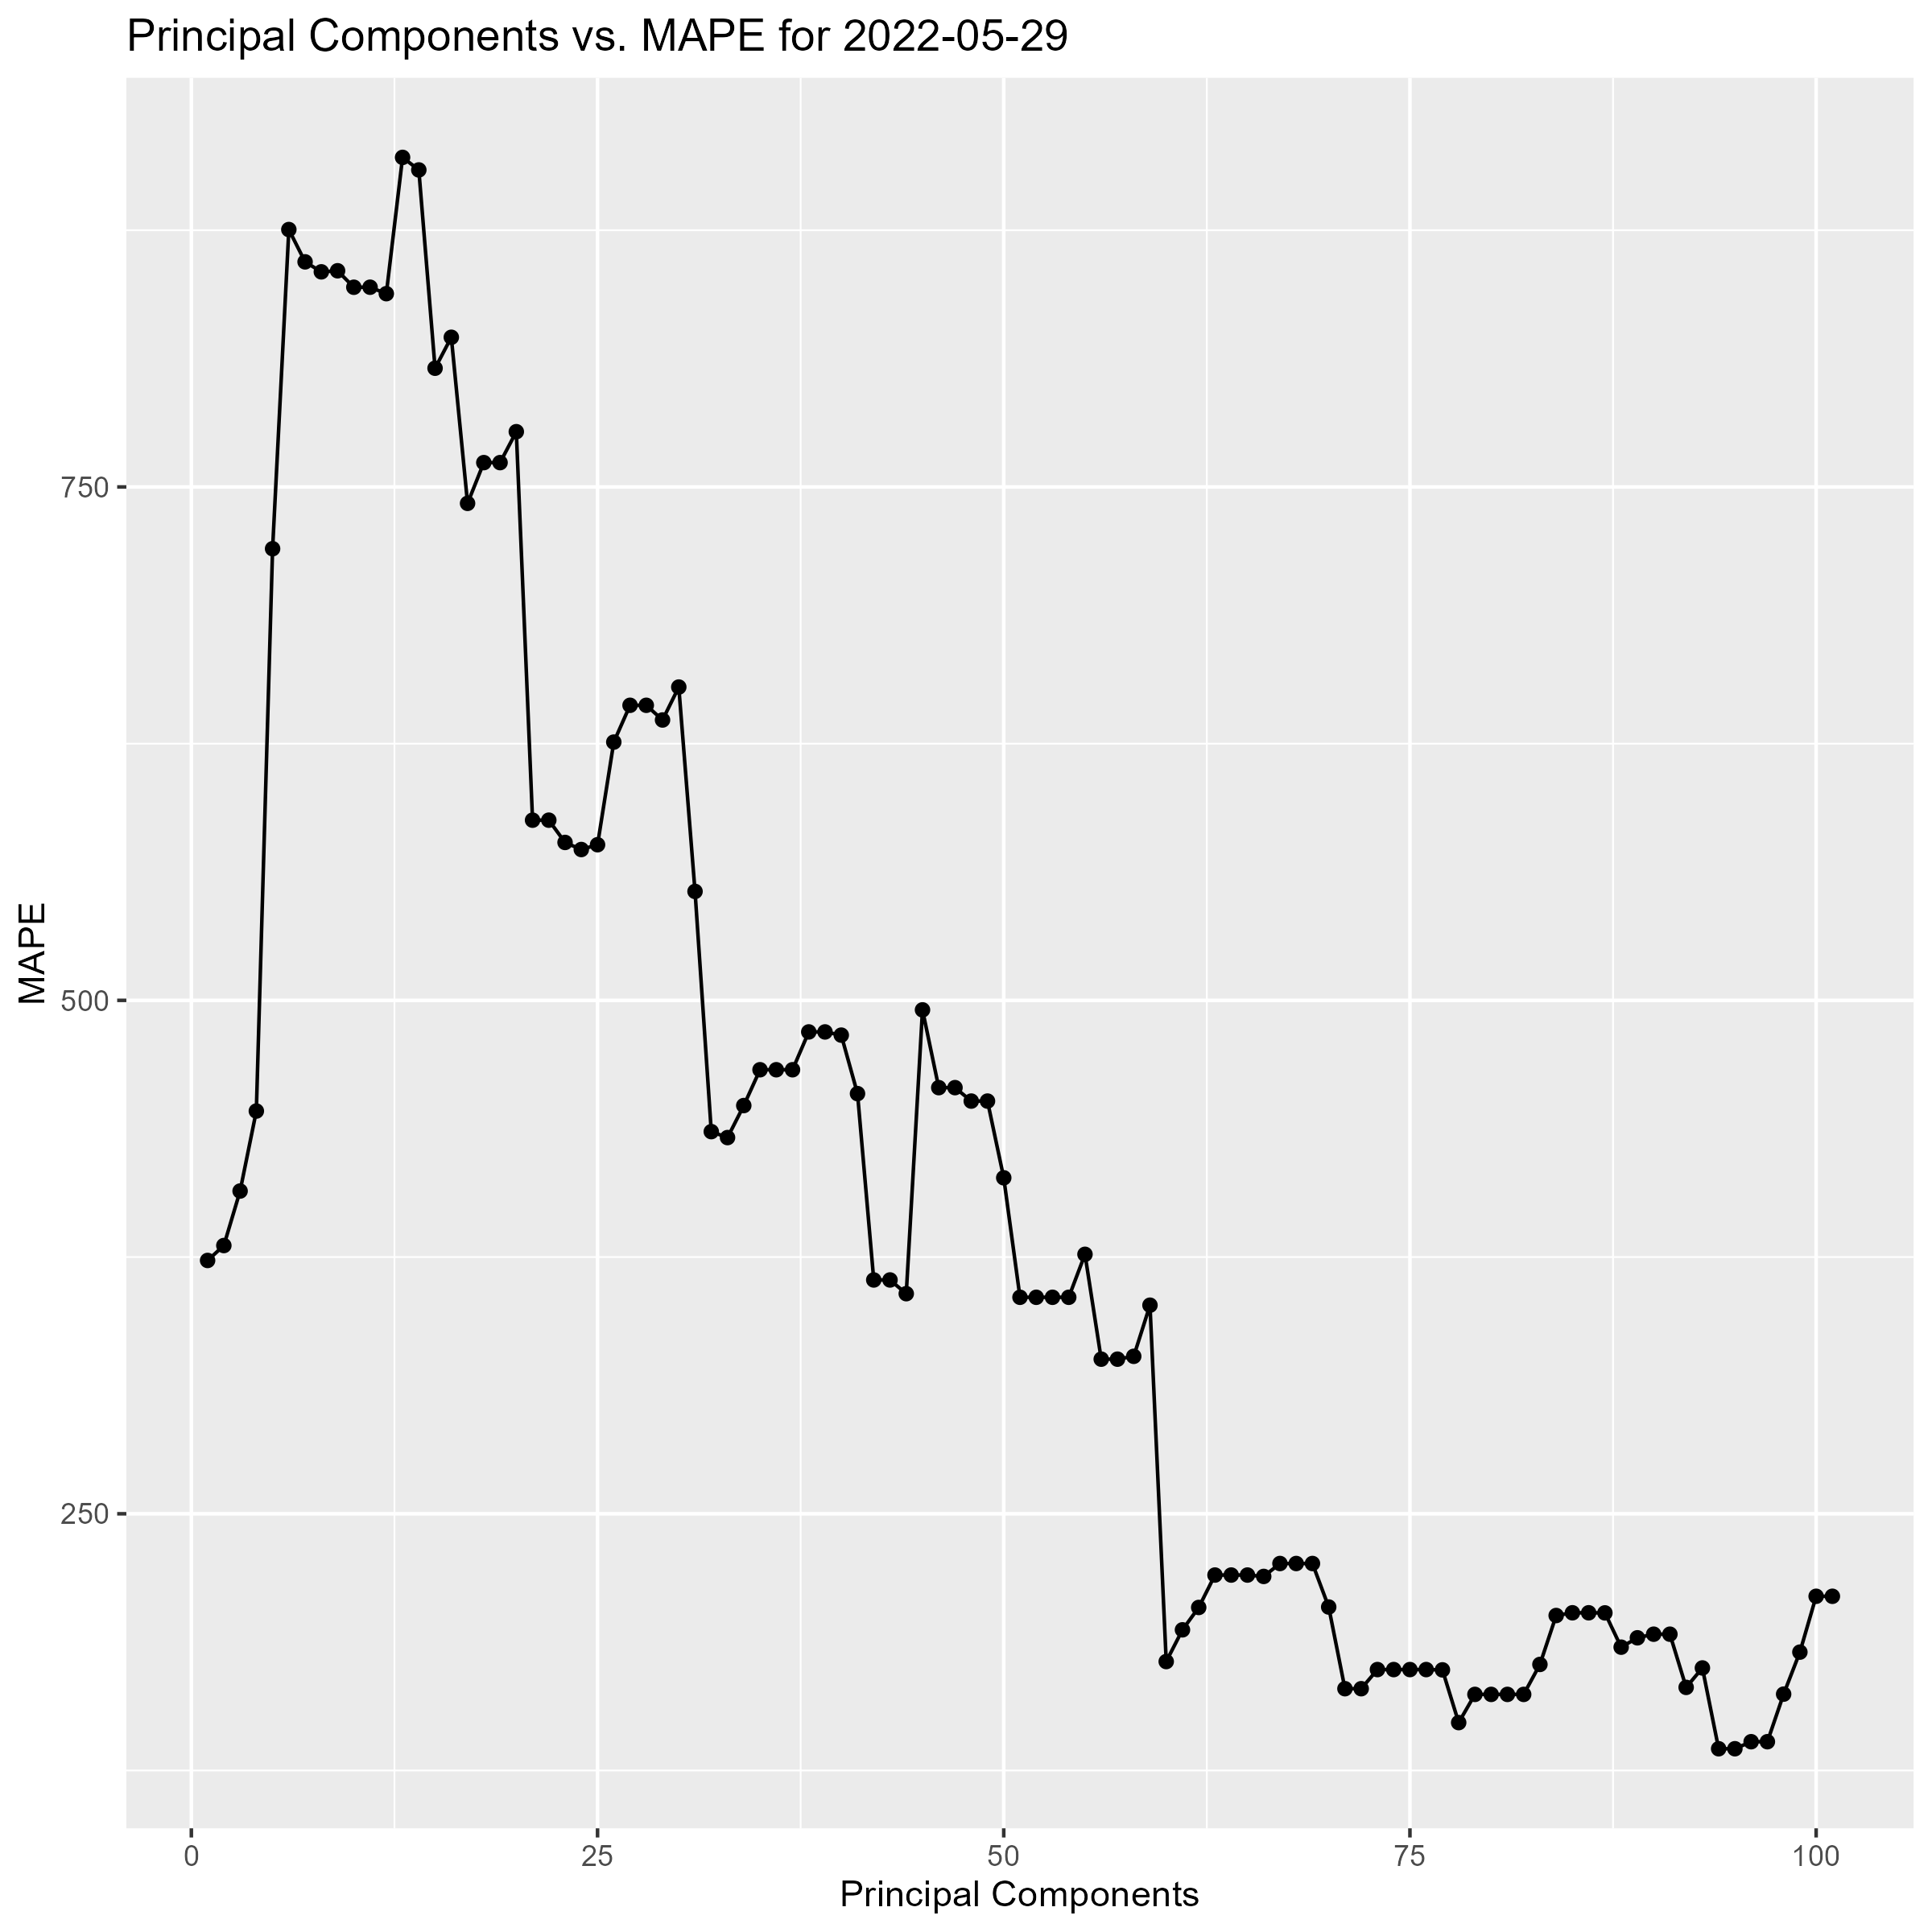 Principal Components vs. MAPE for 2022-05-29
MAPE
750
500
250
0 25 50 75 100
Principal Components